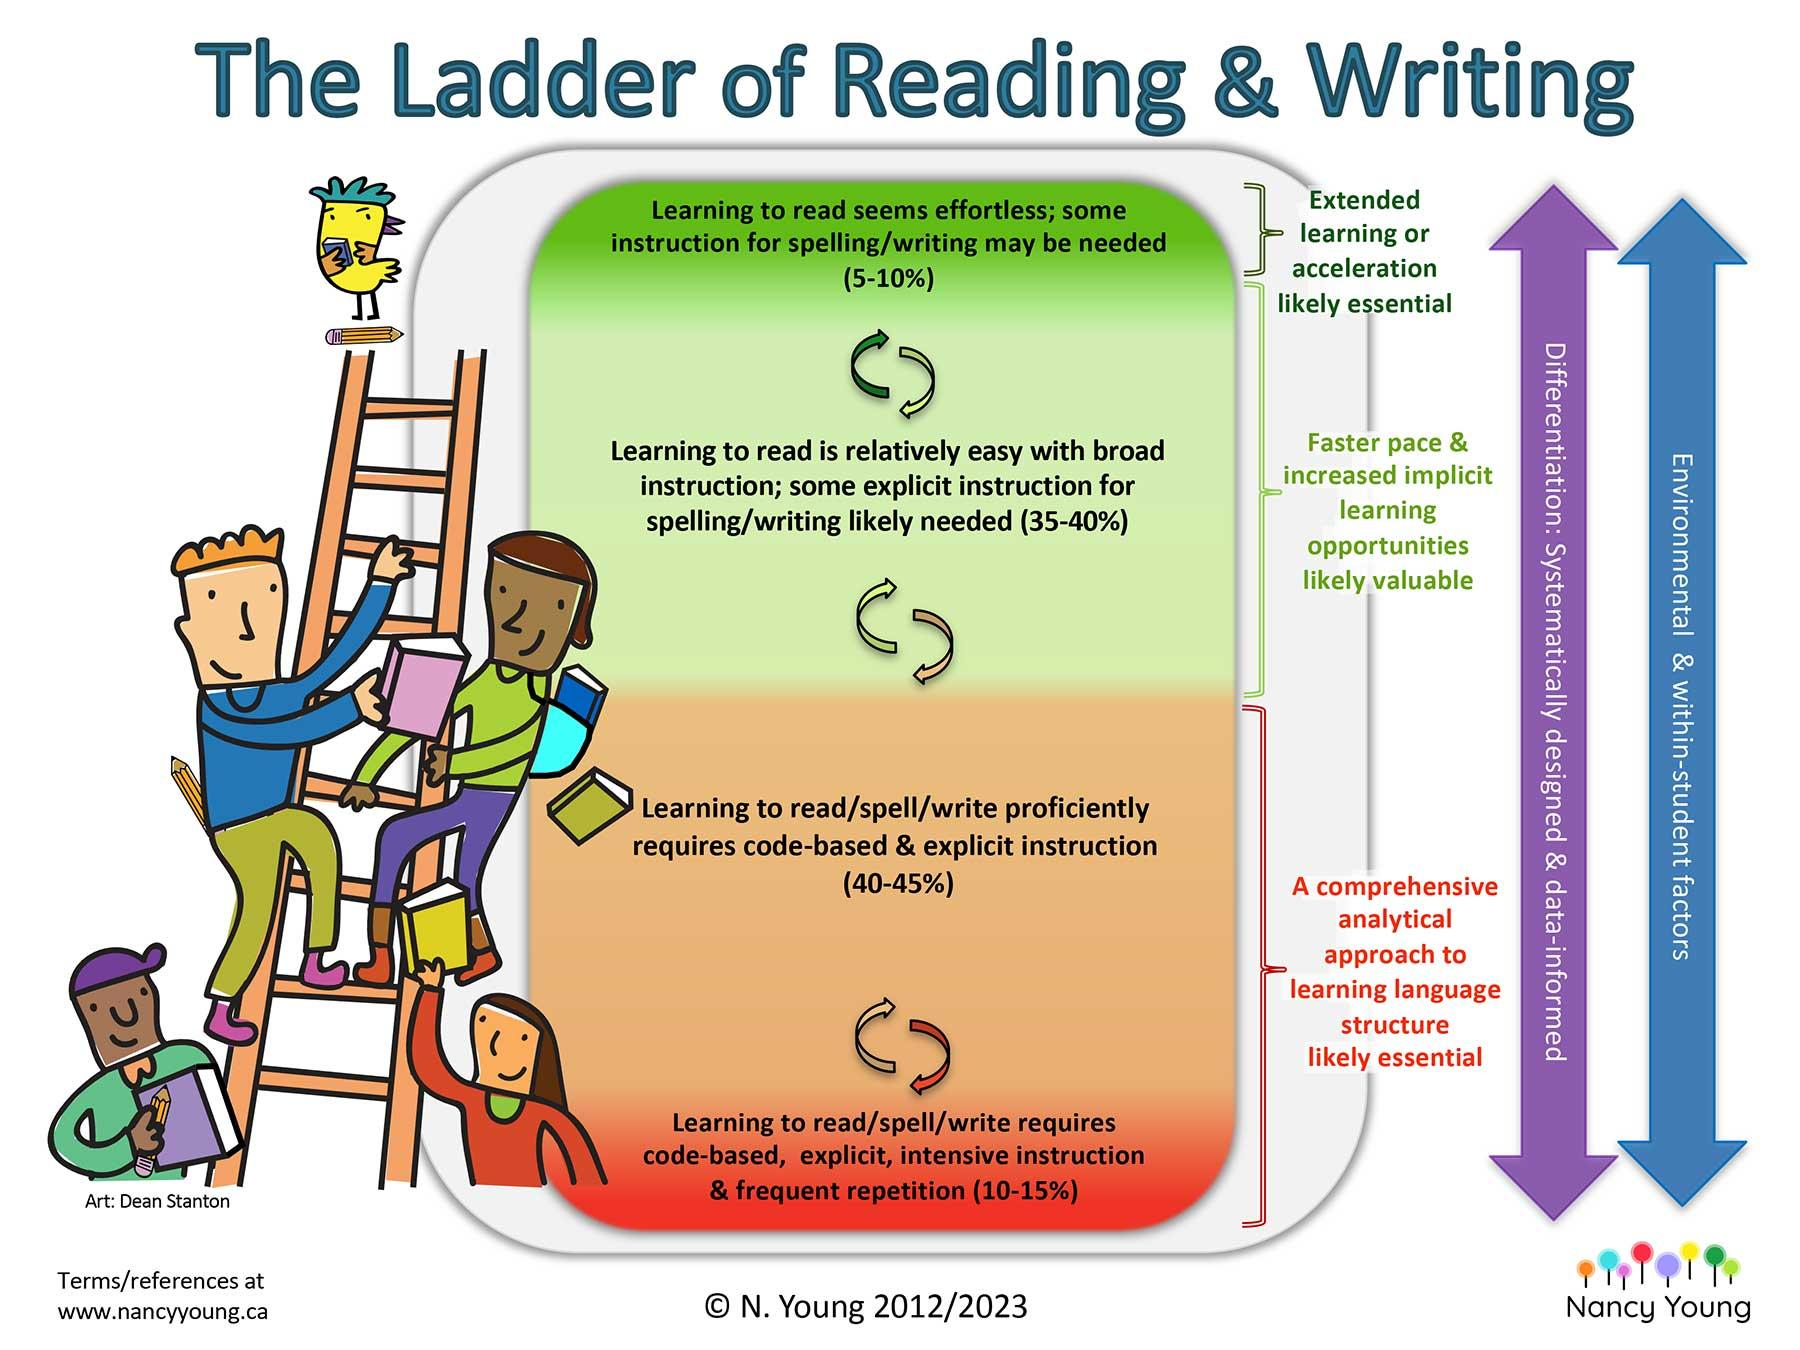 The Ladder of Reading & Writing
Learning to read seems effortless; some
instruction for spelling/writing may be needed
(5-10%)
Learning to read is relatively easy with broad
instruction; some explicit instruction for
spelling/writing likely needed (35-40%)
Learning to read/spell/write proficiently
requires code-based & explicit instruction
(40-45%)
Learning to read/spell/write requires
code-based, explicit, intensive instruction
& frequent repetition (10-15%)
Extended
learning or
acceleration
likely essential
Faster pace &
increased implicit
learning
opportunities
likely valuable
A comprehensive
analytical
approach to
learning language
structure
likely essential
Differentiation: Systematically designed & data-informed
Environmental & within-student factors
Art: Dean Stanton
Terms/references at
www.nancyyoung.ca
© N. Young 2012/2023
Nancy Young